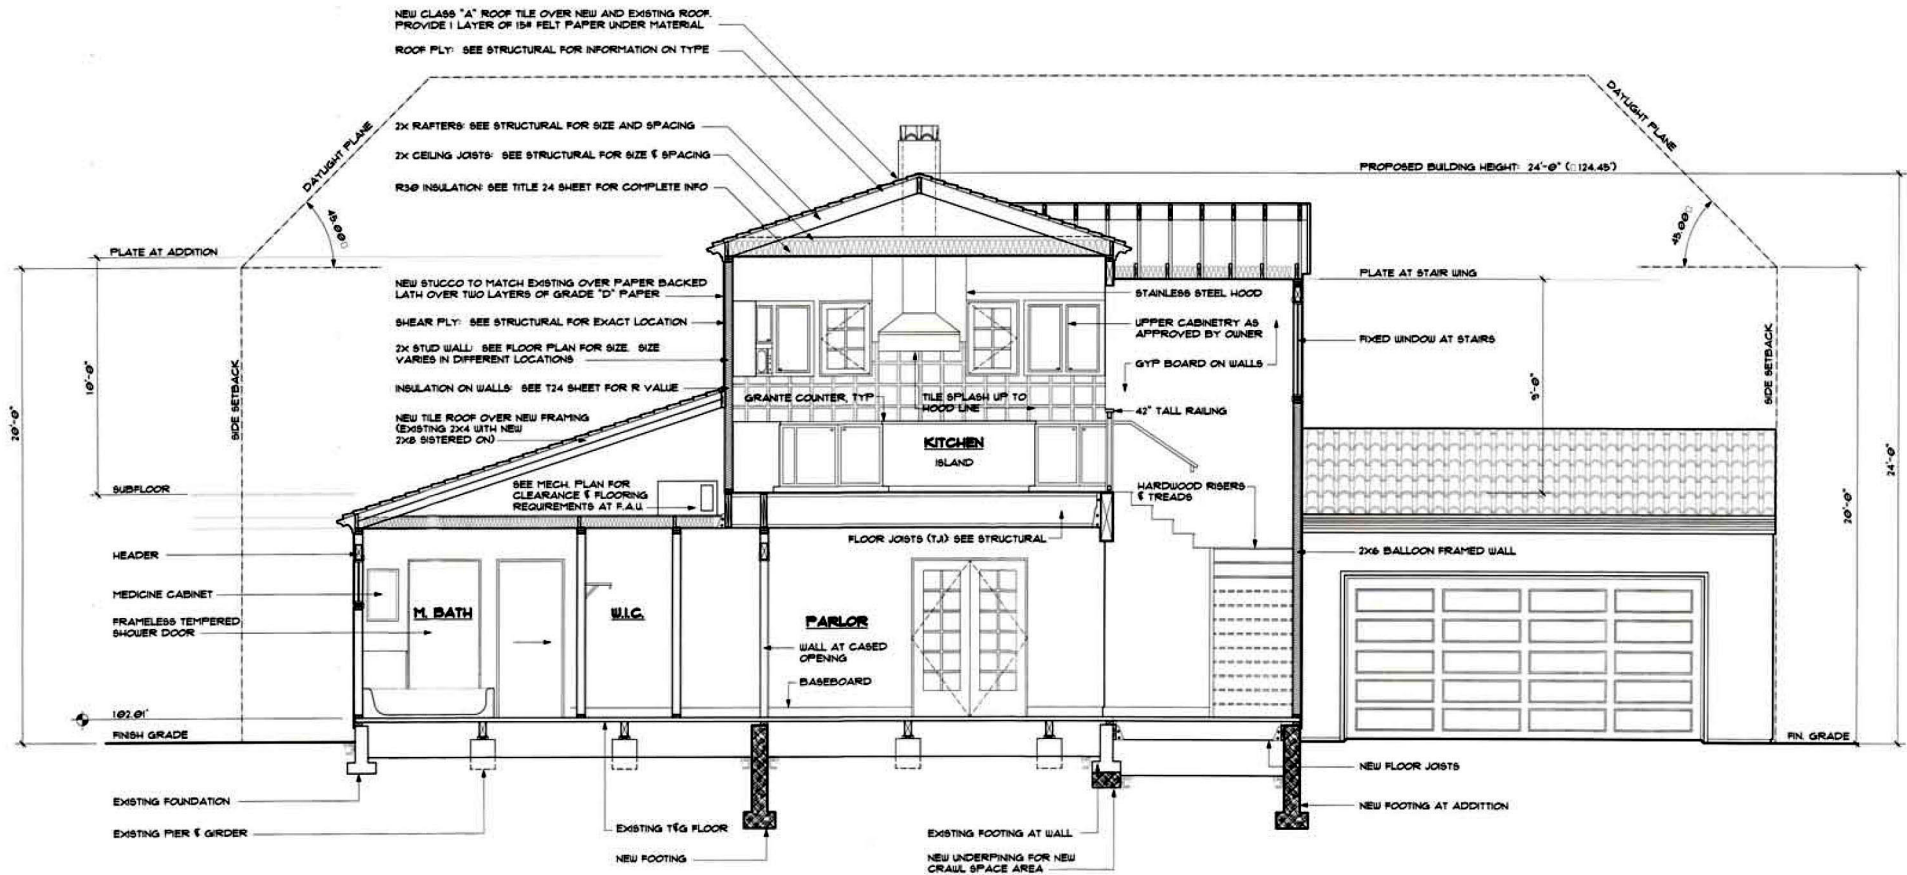 NEW CLASS "A" ROOF TILE OVER NEW AND EXISTING ROOF.
PROVIDE 1 LAYER OF 15# FELT PAPER UNDER MATERIAL
ROOF PLY: SEE STRUCTURAL FOR INFORMATION ON TYPE
DAYLIGHT PLANE
DAYLIGHT PLANE
2X RAFTERS: SEE STRUCTURAL FOR SIZE AND SPACING
2X CEILING JOISTS: SEE STRUCTURAL FOR SIZE & SPACING
PROPOSED BUILDING HEIGHT: 24'-0" (□124.45')
R30 INSULATION: SEE TITLE 24 SHEET FOR COMPLETE INFO
45.00□
45.00□
PLATE AT ADDITION
PLATE AT STAIR WING
NEW STUCCO TO MATCH EXISTING OVER PAPER BACKED
LATH OVER TWO LAYERS OF GRADE "D" PAPER
STAINLESS STEEL HOOD
SHEAR PLY: SEE STRUCTURAL FOR EXACT LOCATION
UPPER CABINETRY AS
APPROVED BY OWNER
FIXED WINDOW AT STAIRS
2X STUD WALL: SEE FLOOR PLAN FOR SIZE. SIZE
VARIES IN DIFFERENT LOCATIONS
GYP BOARD ON WALLS
INSULATION ON WALLS: SEE T24 SHEET FOR R VALUE
10'-0"
SIDE SETBACK
SIDE SETBACK
9'-0"
20'-0"
GRANITE COUNTER, TYP
TILE SPLASH UP TO
HOOD LINE
42" TALL RAILING
NEW TILE ROOF OVER NEW FRAMING
(EXISTING 2X4 WITH NEW
2X8 SISTERED ON)
KITCHEN
ISLAND
24'-0"
20'-0"
SUBFLOOR
SEE MECH. PLAN FOR
CLEARANCE & FLOORING
REQUIREMENTS AT F.A.U.
HARDWOOD RISERS
& TREADS
FLOOR JOISTS (TJI): SEE STRUCTURAL
HEADER
2X6 BALLOON FRAMED WALL
MEDICINE CABINET
M. BATH
W.I.C.
PARLOR
FRAMELESS TEMPERED
SHOWER DOOR
WALL AT CASED
OPENING
BASEBOARD
102.01'
FINISH GRADE
FIN. GRADE
NEW FLOOR JOISTS
EXISTING FOUNDATION
NEW FOOTING AT ADDITTION
EXISTING PIER & GIRDER
EXISTING T&G FLOOR
EXISTING FOOTING AT WALL
NEW FOOTING
NEW UNDERPINING FOR NEW
CRAWL SPACE AREA